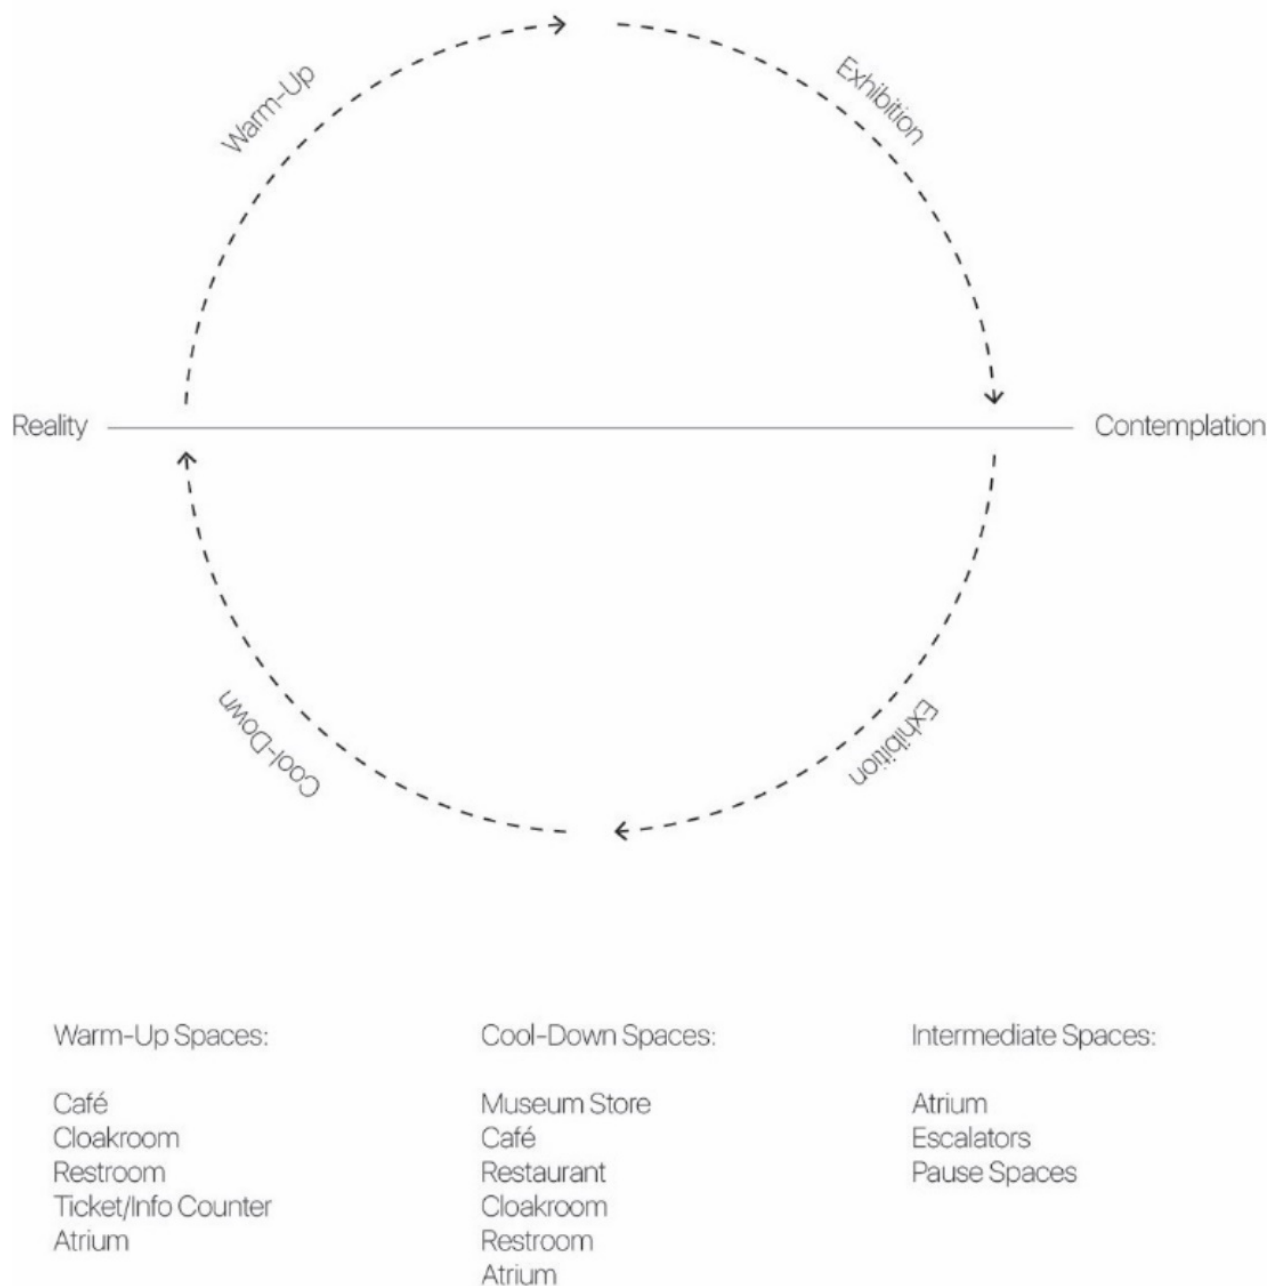 Warm-Up
Exhibition
Reality
Contemplation
Cool-Down
Exhibition
Warm-Up Spaces:
Café
Cloakroom
Restroom
Ticket/Info Counter
Atrium
Cool-Down Spaces:
Museum Store
Café
Restaurant
Cloakroom
Restroom
Atrium
Intermediate Spaces:
Atrium
Escalators
Pause Spaces